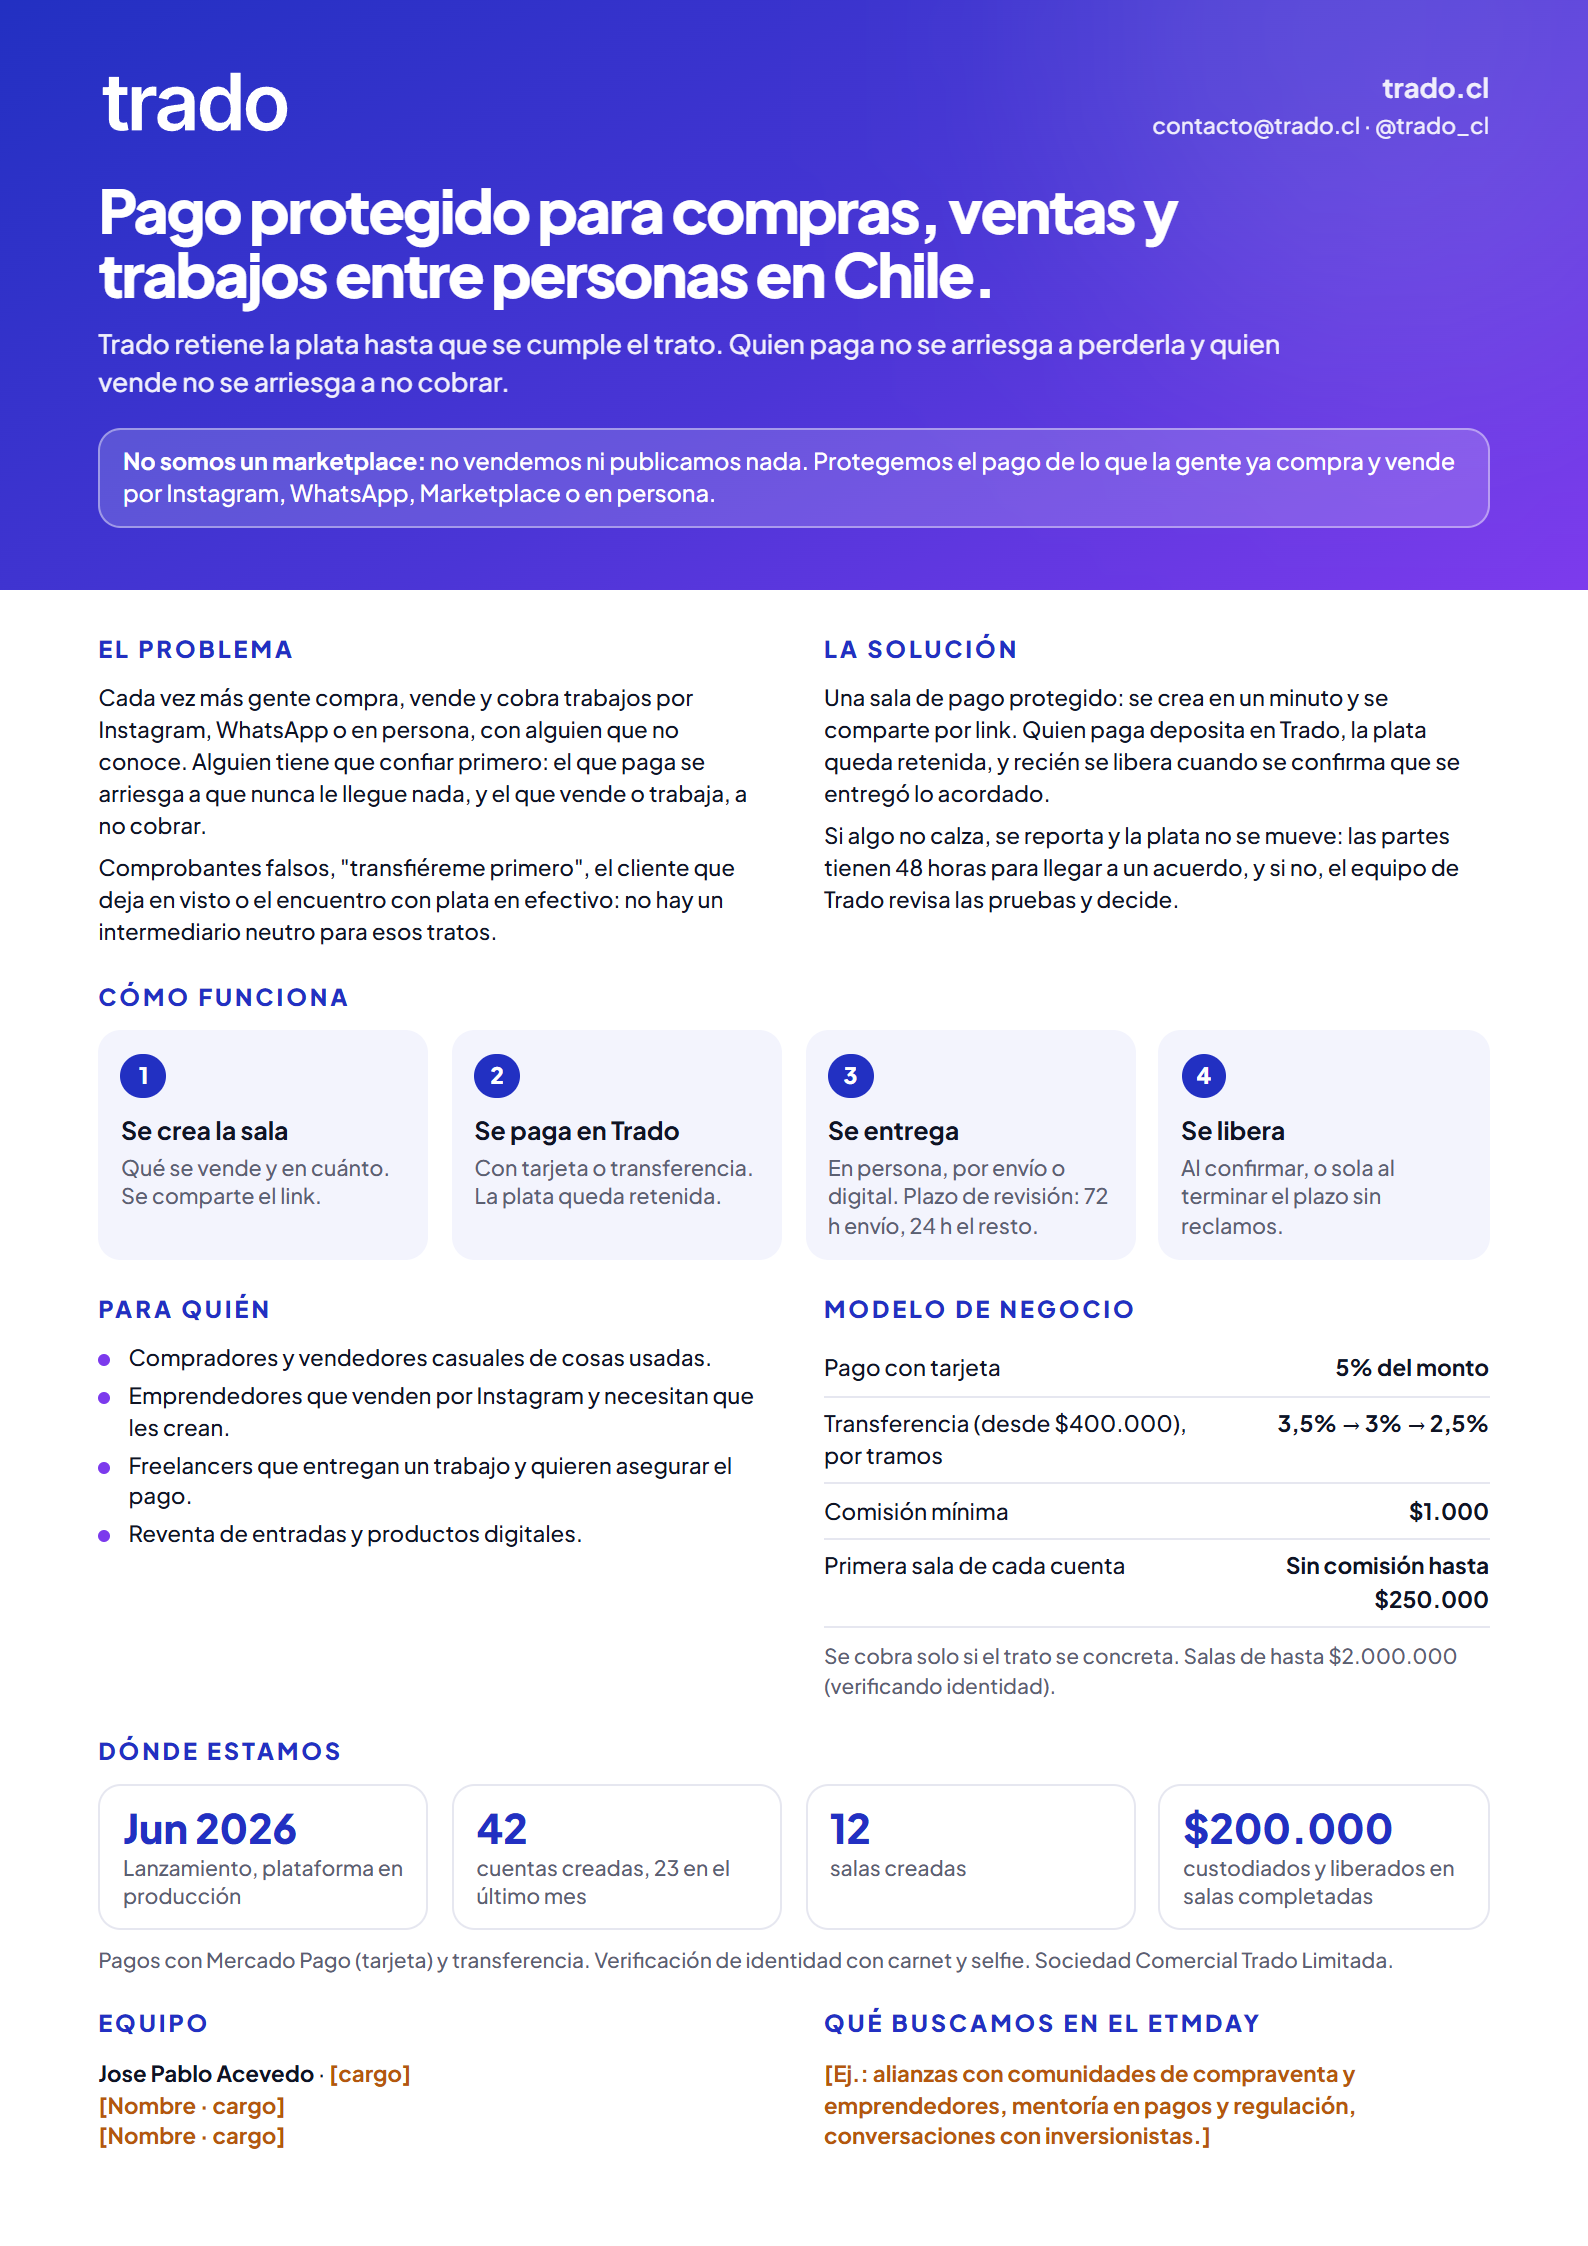 trado
trado.cl
contacto@trado.cl · @trado_cl
Pago protegido para compras, ventas y
trabajos entre personas en Chile.
Trado retiene la plata hasta que se cumple el trato. Quien paga no se arriesga a perderla y quien
vende no se arriesga a no cobrar.
No somos un marketplace: no vendemos ni publicamos nada. Protegemos el pago de lo que la gente ya compra y vende
por Instagram, WhatsApp, Marketplace o en persona.
EL PROBLEMA
Cada vez más gente compra, vende y cobra trabajos por
Instagram, WhatsApp o en persona, con alguien que no
conoce. Alguien tiene que confiar primero: el que paga se
arriesga a que nunca le llegue nada, y el que vende o trabaja, a
no cobrar.
Comprobantes falsos, "transfiéreme primero", el cliente que
deja en visto o el encuentro con plata en efectivo: no hay un
intermediario neutro para esos tratos.
LA SOLUCIÓN
Una sala de pago protegido: se crea en un minuto y se
comparte por link. Quien paga deposita en Trado, la plata
queda retenida, y recién se libera cuando se confirma que se
entregó lo acordado.
Si algo no calza, se reporta y la plata no se mueve: las partes
tienen 48 horas para llegar a un acuerdo, y si no, el equipo de
Trado revisa las pruebas y decide.
CÓMO FUNCIONA
1
Se crea la sala
Qué se vende y en cuánto.
Se comparte el link.
2
Se paga en Trado
Con tarjeta o transferencia.
La plata queda retenida.
3
Se entrega
En persona, por envío o
digital. Plazo de revisión: 72
h envío, 24 h el resto.
4
Se libera
Al confirmar, o sola al
terminar el plazo sin
reclamos.
PARA QUIÉN
Compradores y vendedores casuales de cosas usadas.
Emprendedores que venden por Instagram y necesitan que
les crean.
Freelancers que entregan un trabajo y quieren asegurar el
pago.
Reventa de entradas y productos digitales.
MODELO DE NEGOCIO
Pago con tarjeta 5% del monto
Transferencia (desde $400.000), 3,5% → 3% → 2,5%
por tramos
Comisión mínima $1.000
Primera sala de cada cuenta Sin comisión hasta
$250.000
Se cobra solo si el trato se concreta. Salas de hasta $2.000.000
(verificando identidad).
DÓNDE ESTAMOS
Jun 2026
Lanzamiento, plataforma en
producción
42
cuentas creadas, 23 en el
último mes
12
salas creadas
$200.000
custodiados y liberados en
salas completadas
Pagos con Mercado Pago (tarjeta) y transferencia. Verificación de identidad con carnet y selfie. Sociedad Comercial Trado Limitada.
EQUIPO
Jose Pablo Acevedo · [cargo]
[Nombre · cargo]
[Nombre · cargo]
QUÉ BUSCAMOS EN EL ETMDAY
[Ej.: alianzas con comunidades de compraventa y
emprendedores, mentoría en pagos y regulación,
conversaciones con inversionistas.]